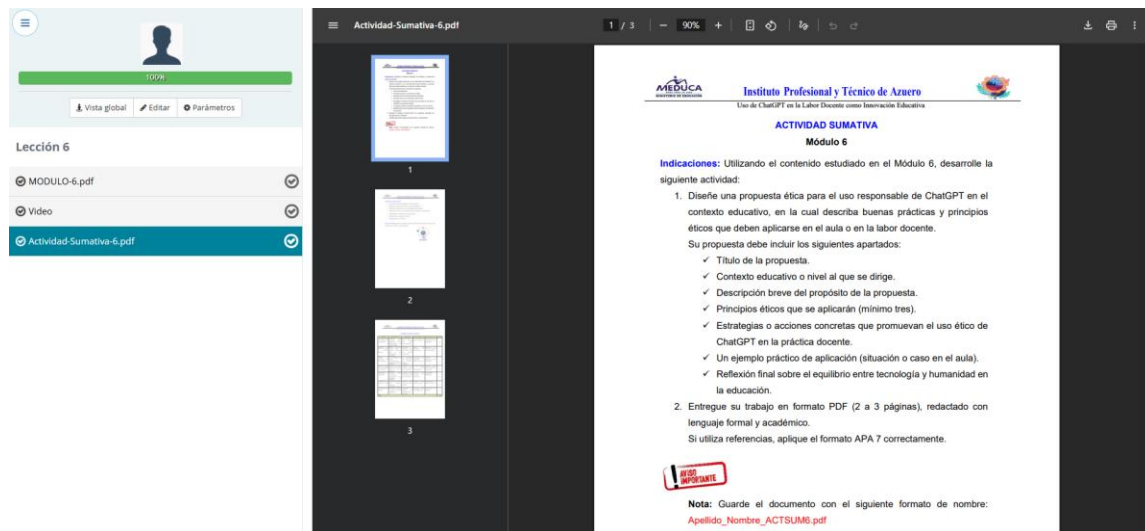 100%
Vista global
Editar
Parámetros
Lección 6
MODULO-6.pdf
Video
Actividad-Sumativa-6.pdf
Actividad-Sumativa-6.pdf
1 / 3
90%
1
2
3
MEDUCA
MINISTERIO DE EDUCACIÓN
Instituto Profesional y Técnico de Azuero
Uso de ChatGPT en la Labor Docente como Innovación Educativa
ACTIVIDAD SUMATIVA
Módulo 6
Indicaciones: Utilizando el contenido estudiado en el Módulo 6, desarrolle la
siguiente actividad:
1. Diseñe una propuesta ética para el uso responsable de ChatGPT en el
contexto educativo, en la cual describa buenas prácticas y principios
éticos que deben aplicarse en el aula o en la labor docente.
Su propuesta debe incluir los siguientes apartados:
✓ Título de la propuesta.
✓ Contexto educativo o nivel al que se dirige.
✓ Descripción breve del propósito de la propuesta.
✓ Principios éticos que se aplicarán (mínimo tres).
✓ Estrategias o acciones concretas que promuevan el uso ético de
ChatGPT en la práctica docente.
✓ Un ejemplo práctico de aplicación (situación o caso en el aula).
✓ Reflexión final sobre el equilibrio entre tecnología y humanidad en
la educación.
2. Entregue su trabajo en formato PDF (2 a 3 páginas), redactado con
lenguaje formal y académico.
Si utiliza referencias, aplique el formato APA 7 correctamente.
AVISO
IMPORTANTE
Nota: Guarde el documento con el siguiente formato de nombre:
Apellido_Nombre_ACTSUM6.pdf